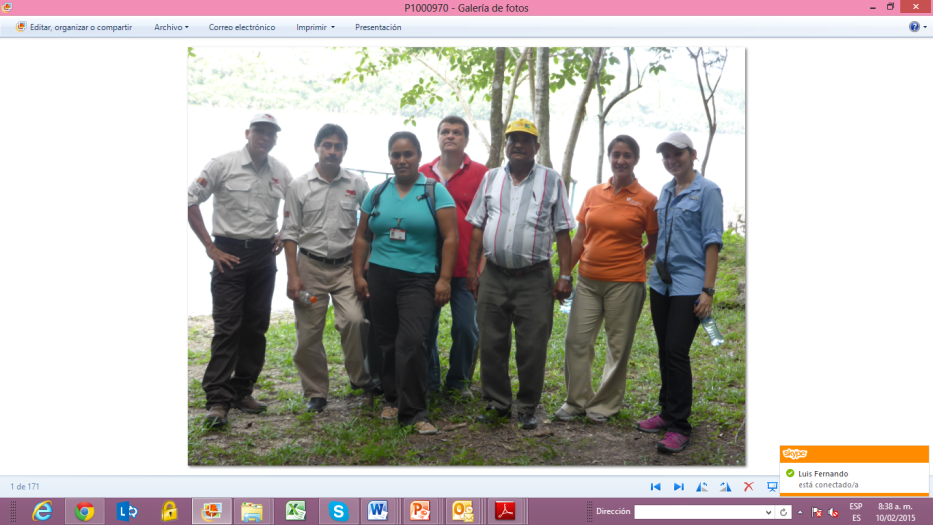 P1000970 - Galería de fotos
Editar, organizar o compartir Archivo Correo electrónico Imprimir Presentación
1 de 171
skype
Luis Fernando
está conectado/a
Dirección
ESP
ES
8:38 a. m.
10/02/2015